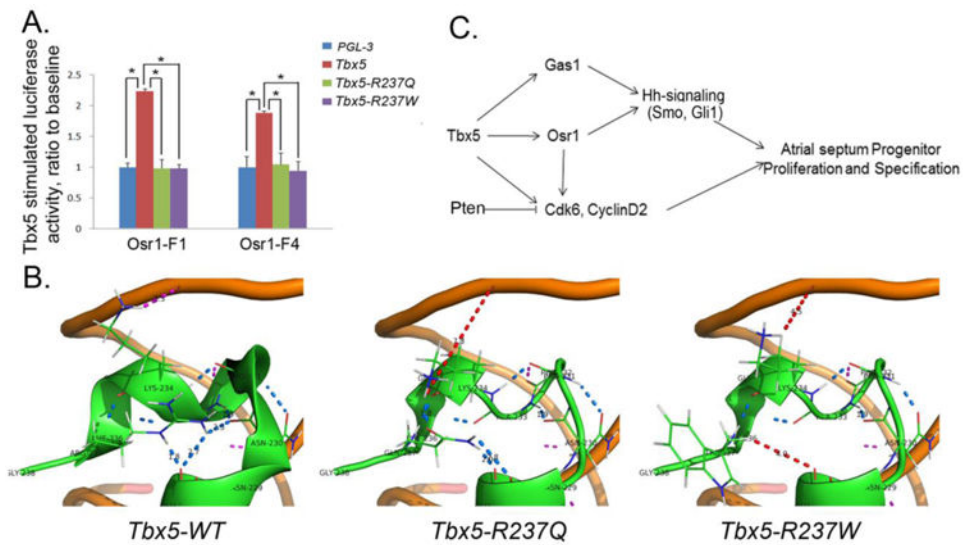 A.
Tbx5 stimulated luciferase
activity, ratio to baseline
2.5
2
1.5
1
0.5
0
Osr1-F1
Osr1-F4
* * *
* * *
PGL-3
Tbx5
Tbx5-R237Q
Tbx5-R237W
C.
Gas1
Tbx5
Osr1
Hh-signaling
(Smo, Gli1)
Pten
Cdk6, CyclinD2
Atrial septum Progenitor
Proliferation and Specification
B.
LYS-234
ASN-230
GLY-238
Tbx5-WT
LYS-234
ASN-230
GLY-238
Tbx5-R237Q
LYS-234
GLY-238
Tbx5-R237W